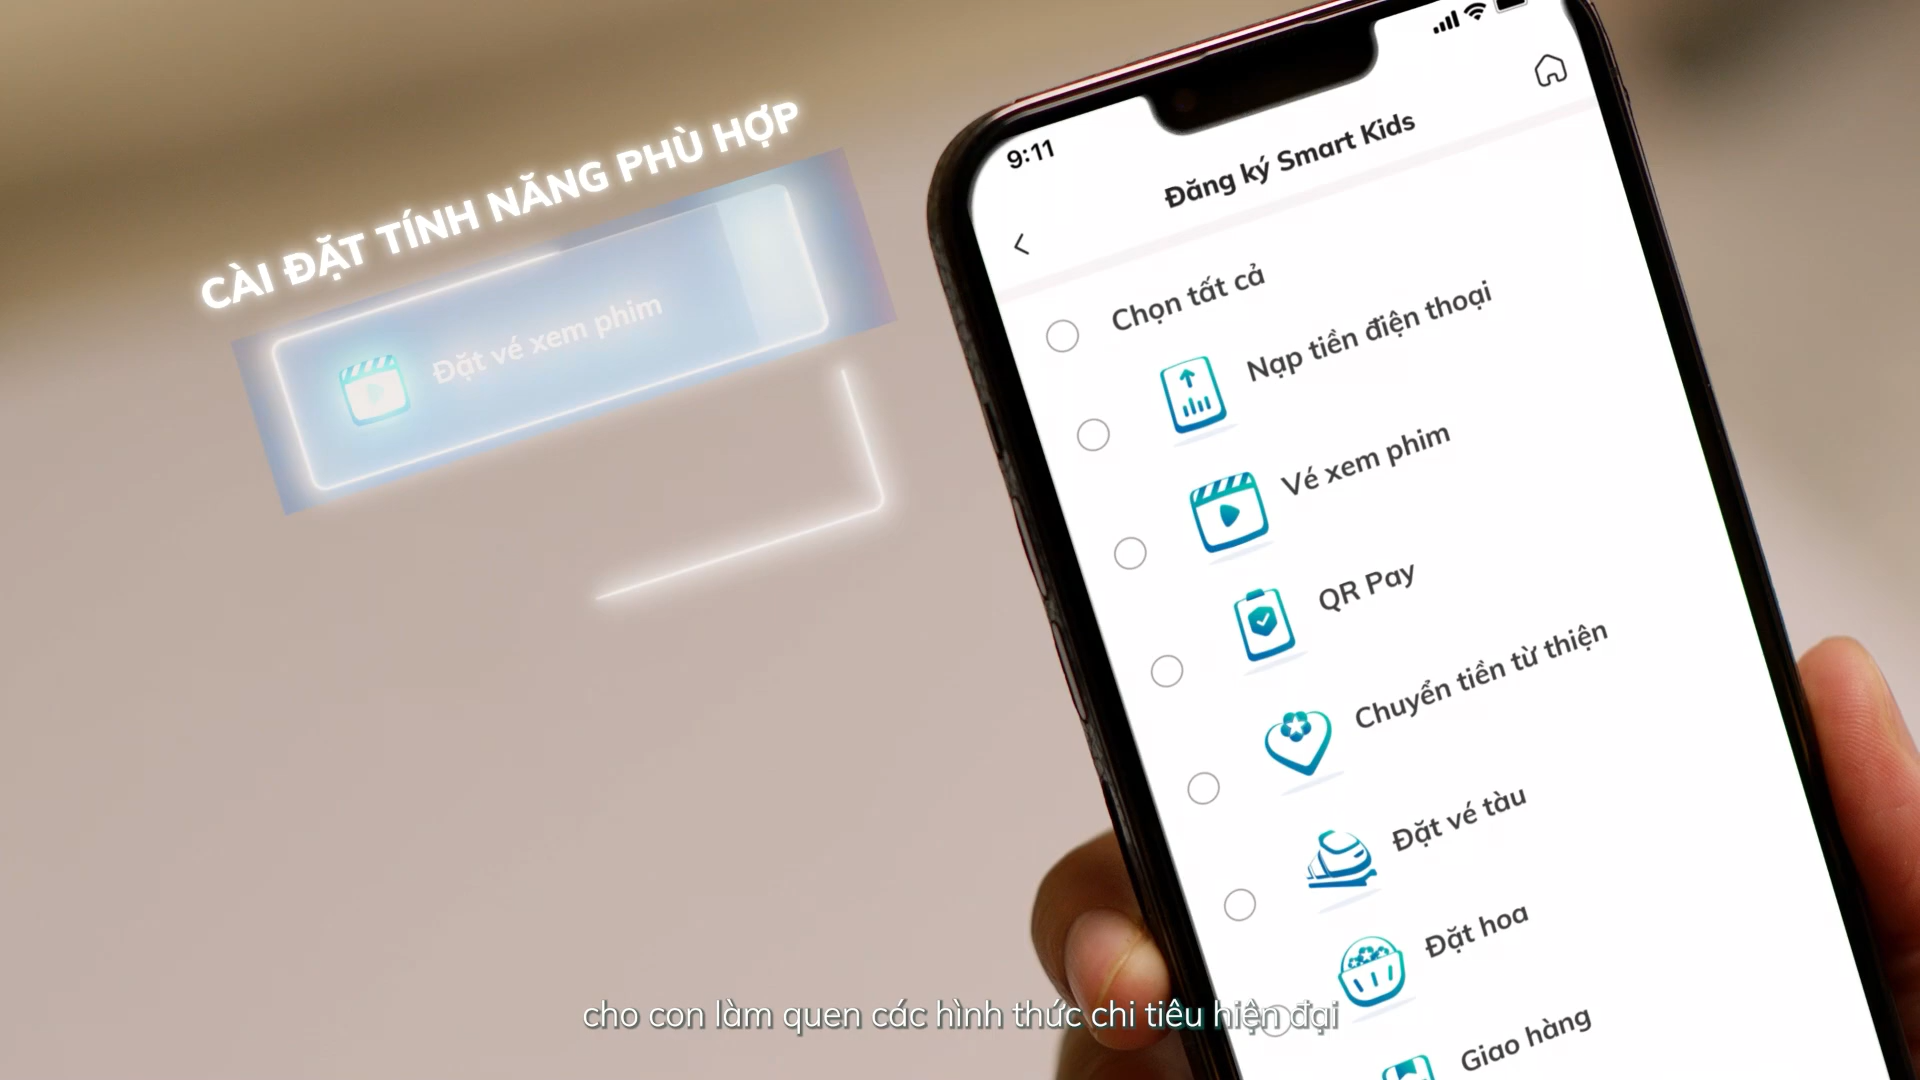 CÀI ĐẶT TÍNH NĂNG PHÙ HỢP
Đặt vé xem phim
9:11
Đăng ký Smart Kids
Chọn tất cả
Nạp tiền điện thoại
Vé xem phim
QR Pay
Chuyển tiền từ thiện
Đặt vé tàu
Đặt hoa
Giao hàng
cho con làm quen các hình thức chi tiêu hiện đại